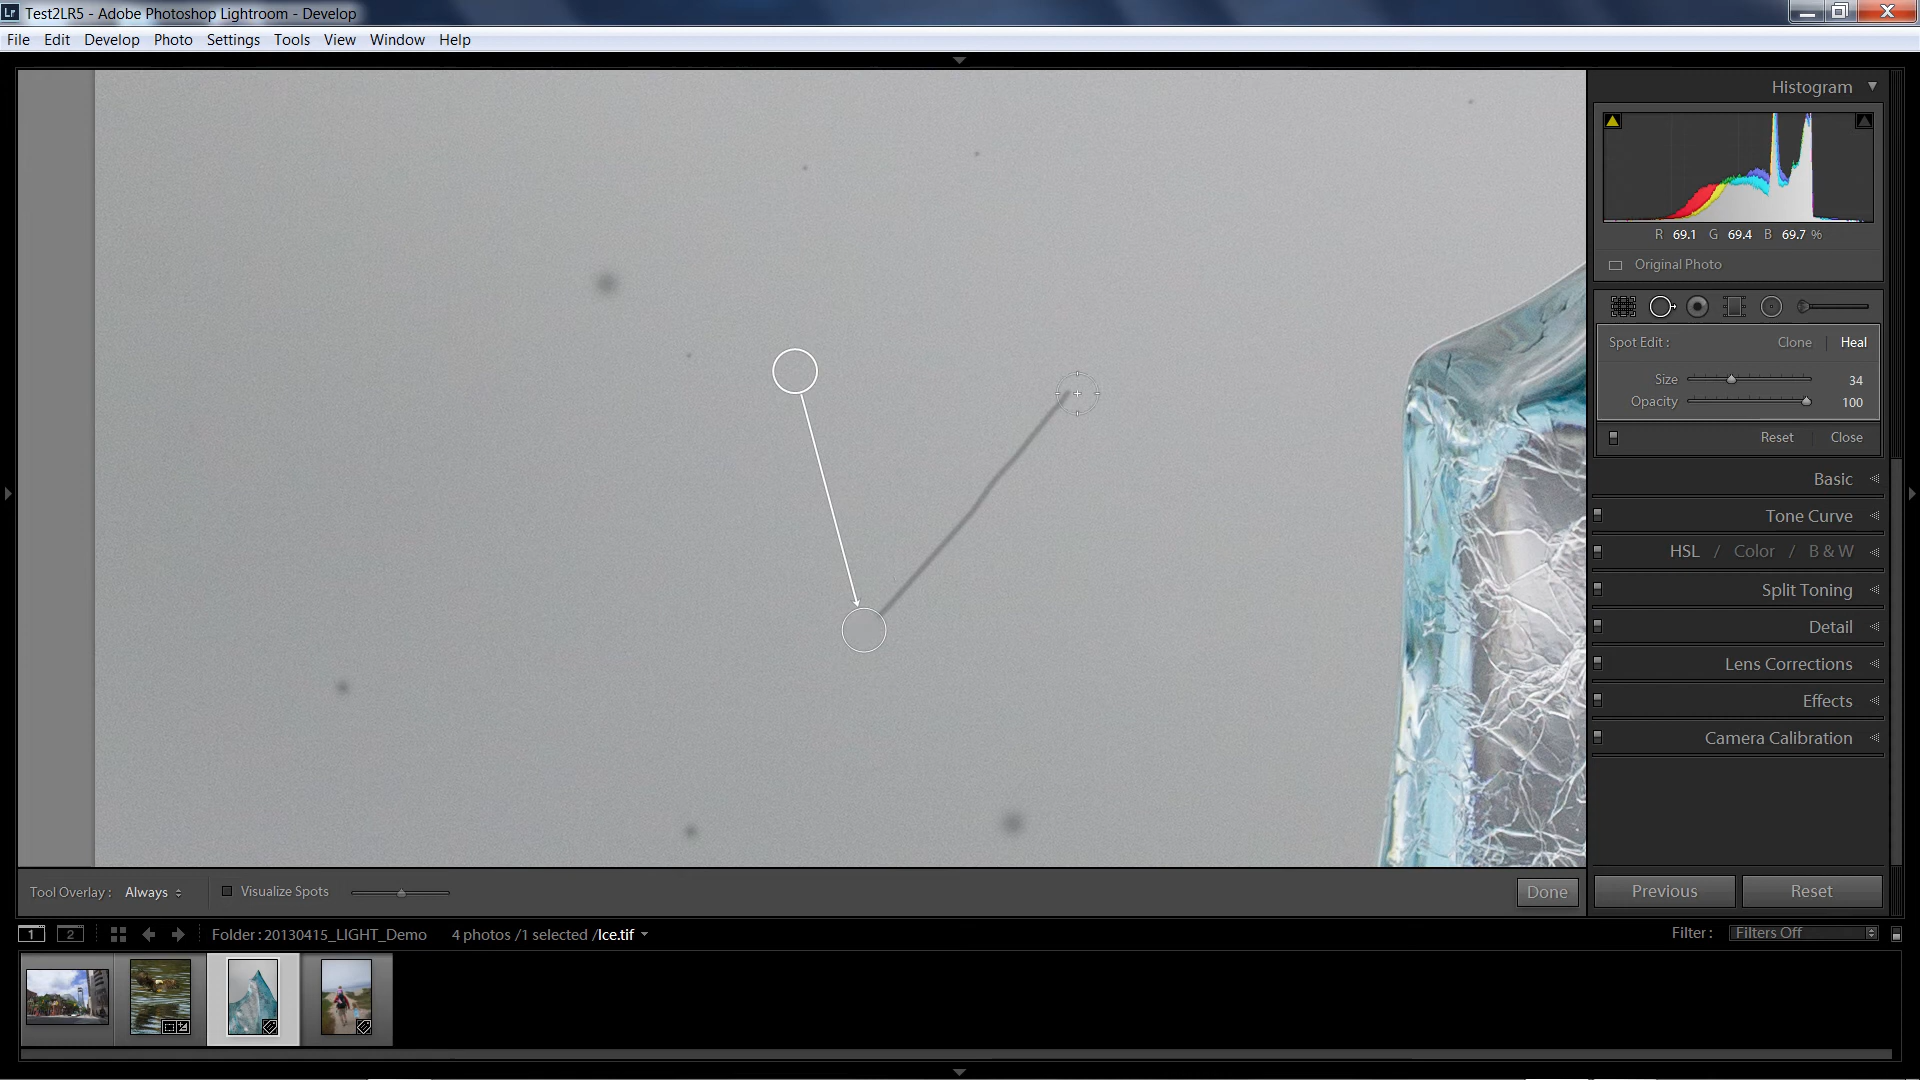 Lr Test2LR5 - Adobe Photoshop Lightroom - Develop
File Edit Develop Photo Settings Tools View Window Help
Histogram
R 69.1 G 69.4 B 69.7 %
Original Photo
Spot Edit : Clone | Heal
Size 34
Opacity 100
Reset | Close
Basic
Tone Curve
HSL / Color / B & W
Split Toning
Detail
Lens Corrections
Effects
Camera Calibration
Tool Overlay : Always Visualize Spots Done Previous Reset
1 2 Folder : 20130415_LIGHT_Demo 4 photos /1 selected /Ice.tif Filter : Filters Off